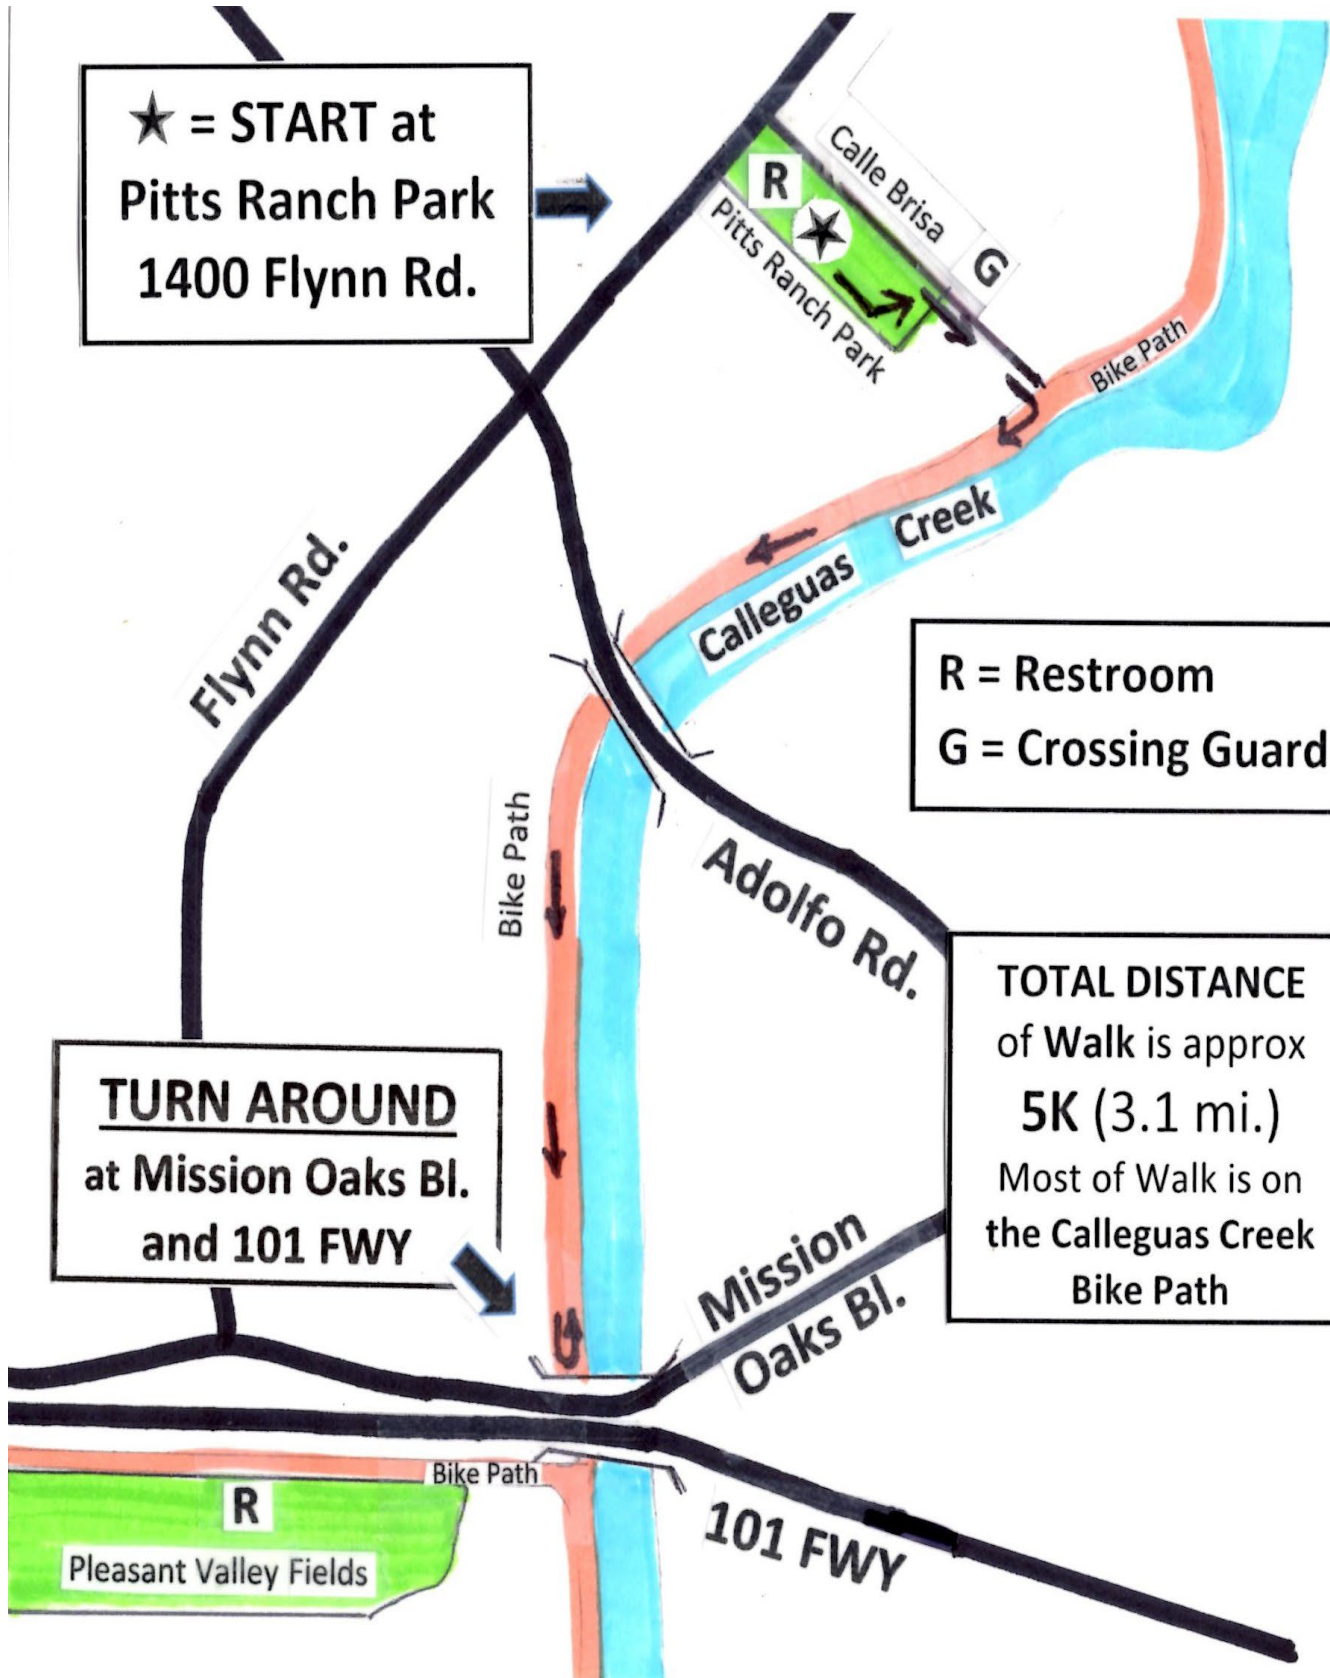 ★ = START at
Pitts Ranch Park
1400 Flynn Rd.
R
Calle Brisa
G
Pitts Ranch Park
Bike Path
Calleguas Creek
Flynn Rd.
R = Restroom
G = Crossing Guard
Bike Path
Adolfo Rd.
TOTAL DISTANCE
of Walk is approx
5K (3.1 mi.)
Most of Walk is on
the Calleguas Creek
Bike Path
TURN AROUND
at Mission Oaks Bl.
and 101 FWY
Mission
Oaks Bl.
Bike Path
R
Pleasant Valley Fields
101 FWY